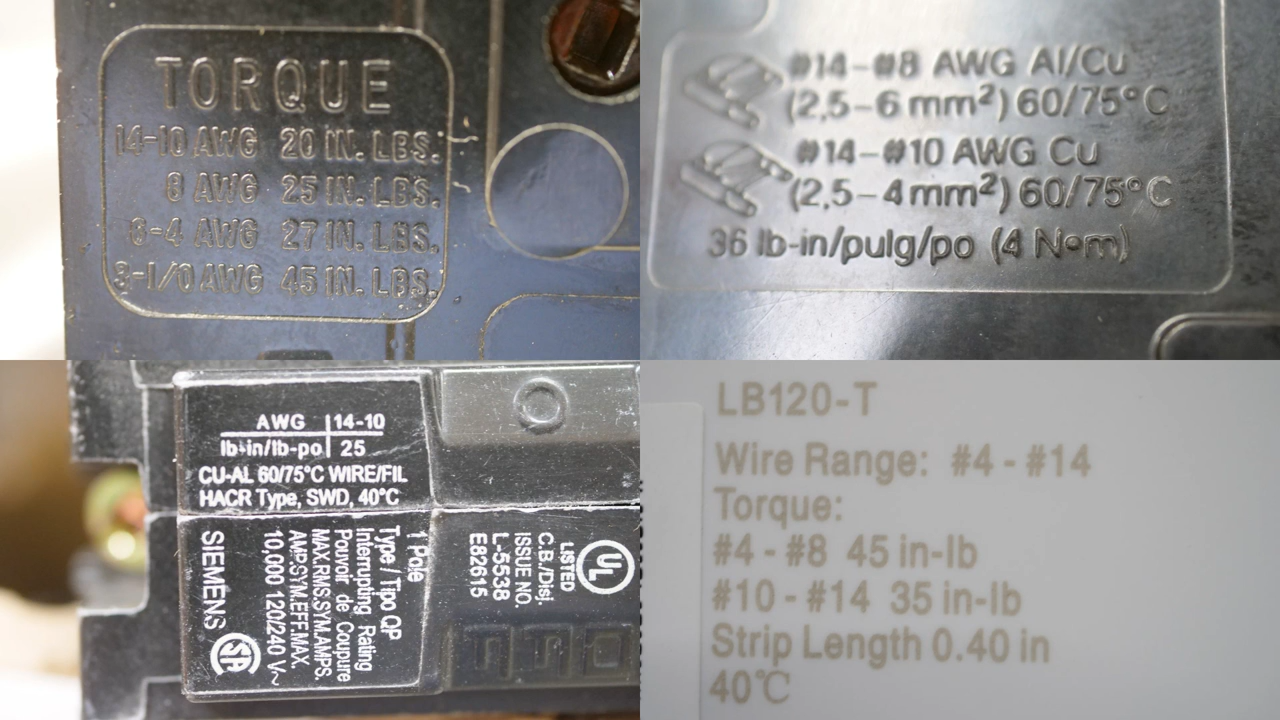 TORQUE
14-10 AWG 20 IN. LBS.
8 AWG 25 IN. LBS.
6-4 AWG 27 IN. LBS.
3-1/0 AWG 45 IN. LBS.
#14-#8 AWG Al/Cu
(2,5-6 mm²) 60/75°C
#14-#10 AWG Cu
(2,5-4 mm²) 60/75°C
36 lb-in/pulg/po (4 N•m)
AWG 14-10
lb-in/lb-po 25
CU-AL 60/75°C WIRE/FIL
HACR Type, SWD, 40°C
1 Pole
Type / Tipo QP
Interrupting Rating
Pouvoir de Coupure
MAX.RMS.SYM.AMPS.
AMP.SYM.EFF.MAX.
10,000 120/240 V~
SIEMENS
SA
UL
LISTED
C.B./Disj.
ISSUE NO.
L-5538
E82615
LB120-T
Wire Range: #4 - #14
Torque:
#4 - #8 45 in-lb
#10 - #14 35 in-lb
Strip Length 0.40 in
40℃